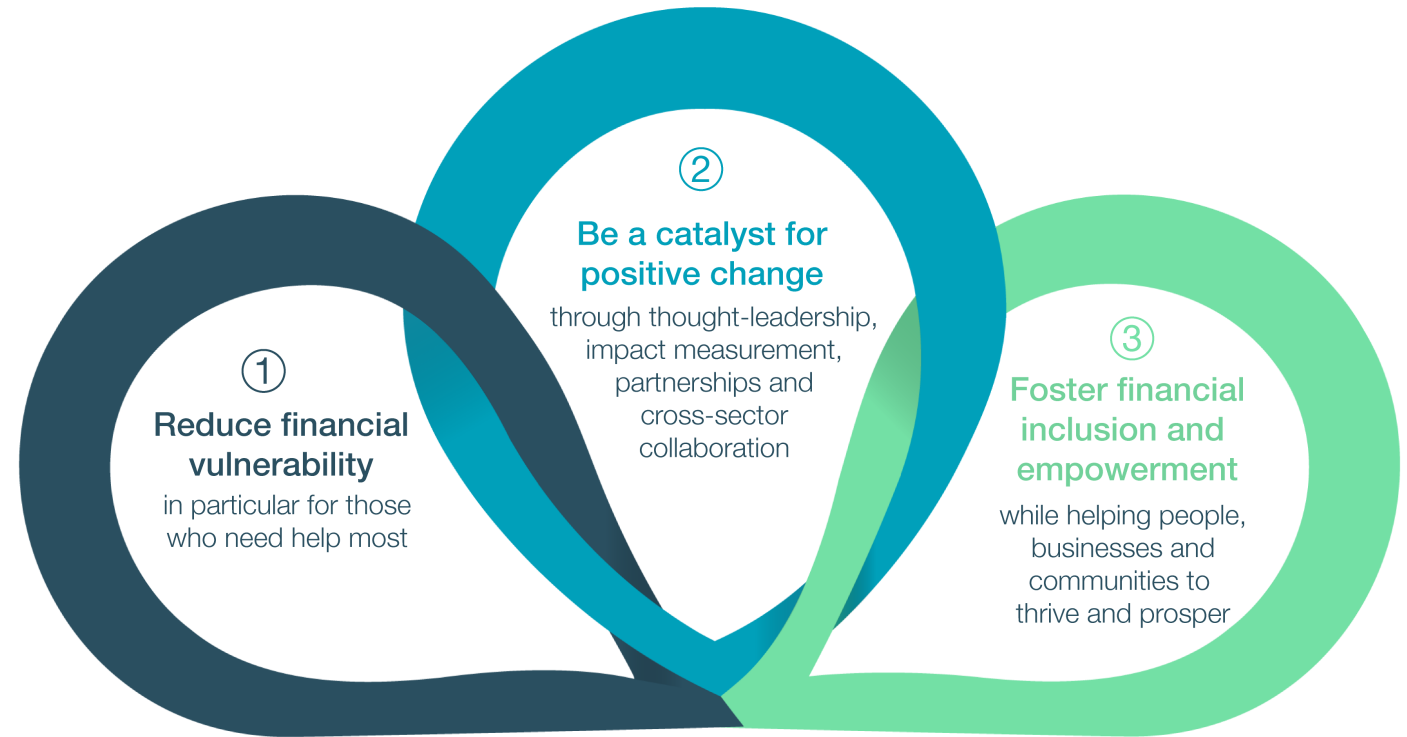 1
Reduce financial
vulnerability
in particular for those
who need help most
2
Be a catalyst for
positive change
through thought-leadership,
impact measurement,
partnerships and
cross-sector
collaboration
3
Foster financial
inclusion and
empowerment
while helping people,
businesses and
communities to
thrive and prosper